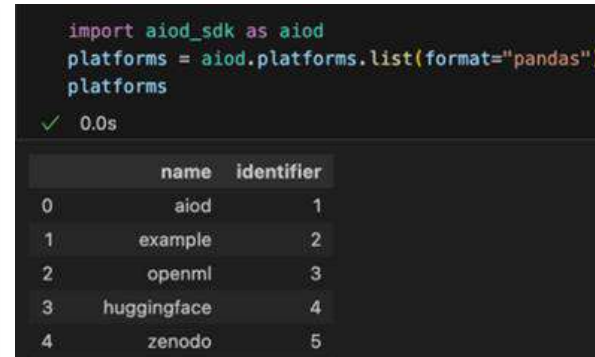 import aiod_sdk as aiod
platforms = aiod.platforms.list(format="pandas")
platforms
✓ 0.0s
name identifier
0 aiod 1
1 example 2
2 openml 3
3 huggingface 4
4 zenodo 5